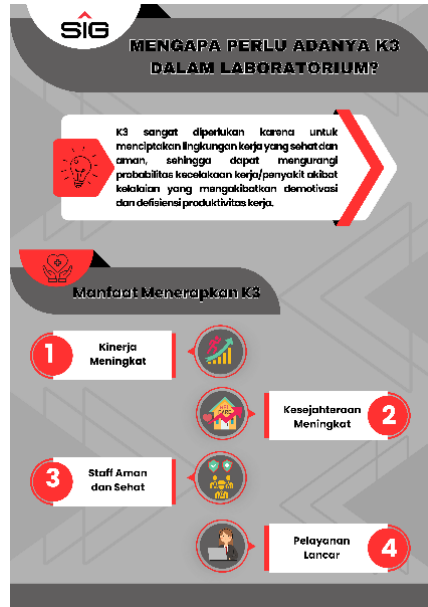 SIG
MENGAPA PERLU ADANYA K3
DALAM LABORATORIUM?
K3 sangat diperlukan karena untuk
menciptakan lingkungan kerja yang sehat dan
aman, sehingga dapat mengurangi
probabilitas kecelakaan kerja/penyakit akibat
kelalaian yang mengakibatkan demotivasi
dan defisiensi produktivitas kerja.
Manfaat Menerapkan K3
1
Kinerja
Meningkat
Kesejahteraan
Meningkat
2
3
Staff Aman
dan Sehat
Pelayanan
Lancar
4